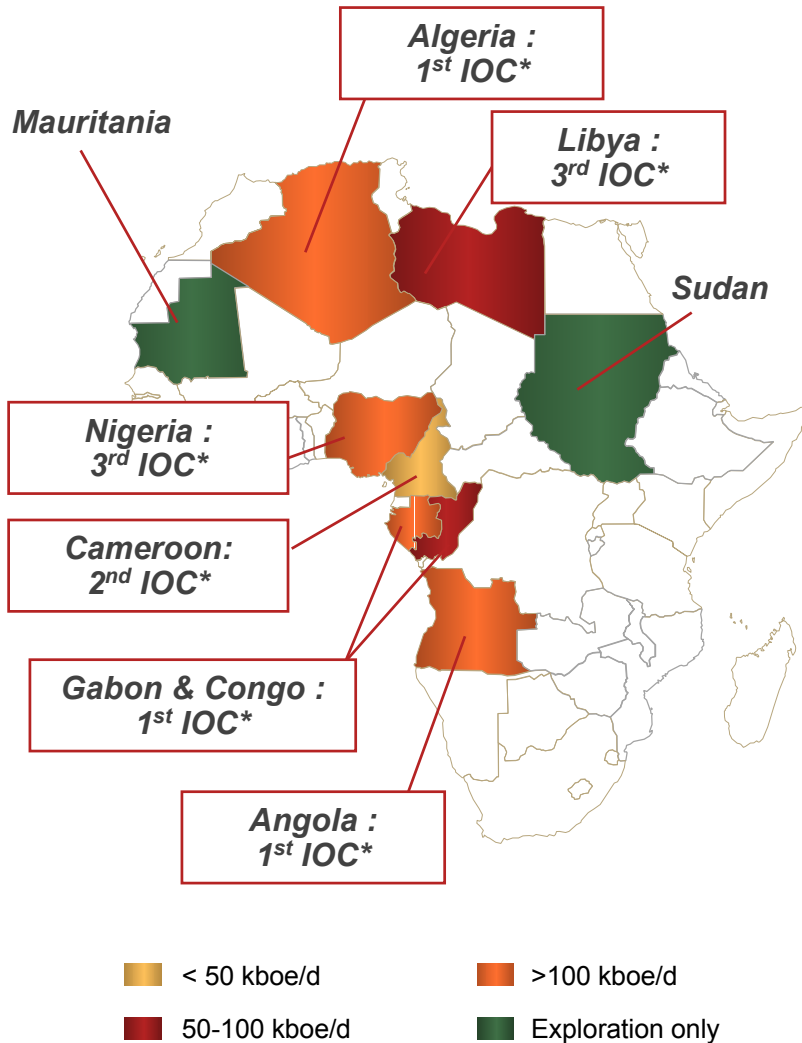 Algeria :
1st IOC*
Mauritania
Libya :
3rd IOC*
Sudan
Nigeria :
3rd IOC*
Cameroon:
2nd IOC*
Gabon & Congo :
1st IOC*
Angola :
1st IOC*
< 50 kboe/d
>100 kboe/d
50-100 kboe/d
Exploration only